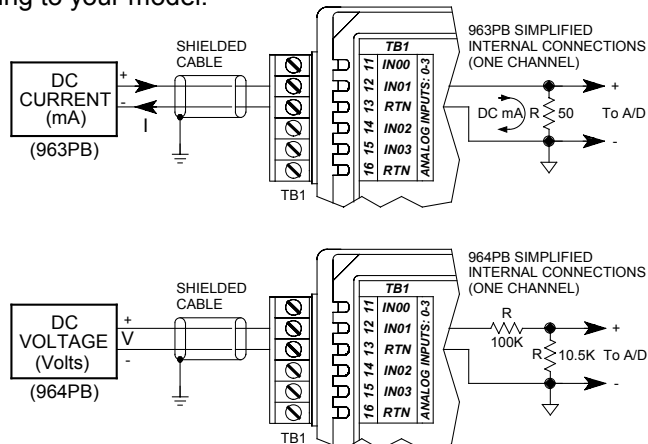 ing to your model.
SHIELDED
CABLE
DC
CURRENT
(mA)
+
-
I
(963PB)
TB1
11 IN00
12 IN01
13 RTN
14 IN02
15 IN03
16 RTN
ANALOG INPUTS: 0-3
TB1
963PB SIMPLIFIED
INTERNAL CONNECTIONS
(ONE CHANNEL)
DC mA R 50
+
To A/D
-
SHIELDED
CABLE
DC
VOLTAGE
(Volts)
+
V
-
(964PB)
TB1
11 IN00
12 IN01
13 RTN
14 IN02
15 IN03
16 RTN
ANALOG INPUTS: 0-3
TB1
964PB SIMPLIFIED
INTERNAL CONNECTIONS
(ONE CHANNEL)
R
100K
+
R 10.5K To A/D
-